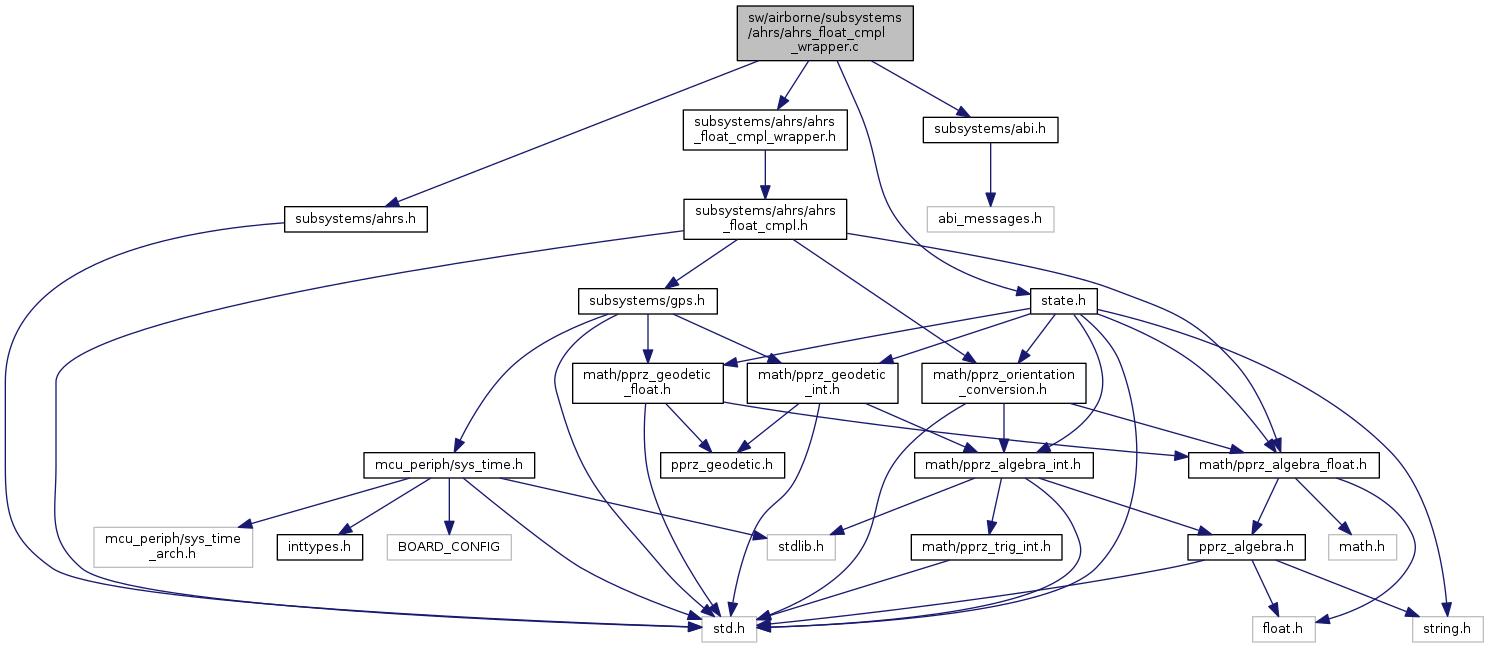 sw/airborne/subsystems
/ahrs/ahrs_float_cmpl
_wrapper.c
subsystems/ahrs/ahrs
_float_cmpl_wrapper.h
subsystems/abi.h
subsystems/ahrs.h
subsystems/ahrs/ahrs
_float_cmpl.h
abi_messages.h
subsystems/gps.h
state.h
math/pprz_geodetic
_float.h
math/pprz_geodetic
_int.h
math/pprz_orientation
_conversion.h
mcu_periph/sys_time.h
pprz_geodetic.h
math/pprz_algebra_int.h
math/pprz_algebra_float.h
mcu_periph/sys_time
_arch.h
inttypes.h
BOARD_CONFIG
stdlib.h
math/pprz_trig_int.h
pprz_algebra.h
math.h
std.h
float.h
string.h